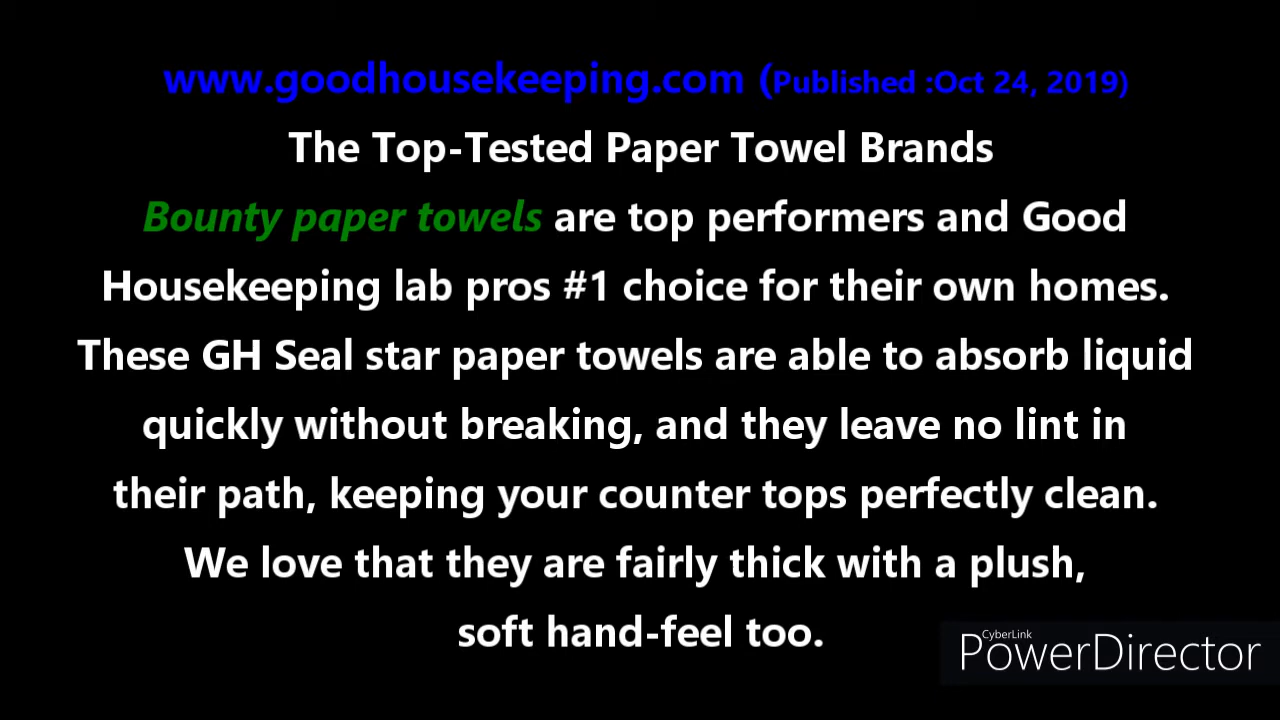 www.goodhousekeeping.com (Published :Oct 24, 2019)
The Top-Tested Paper Towel Brands
Bounty paper towels are top performers and Good
Housekeeping lab pros #1 choice for their own homes.
These GH Seal star paper towels are able to absorb liquid
quickly without breaking, and they leave no lint in
their path, keeping your counter tops perfectly clean.
We love that they are fairly thick with a plush,
soft hand-feel too.
CyberLink
PowerDirector